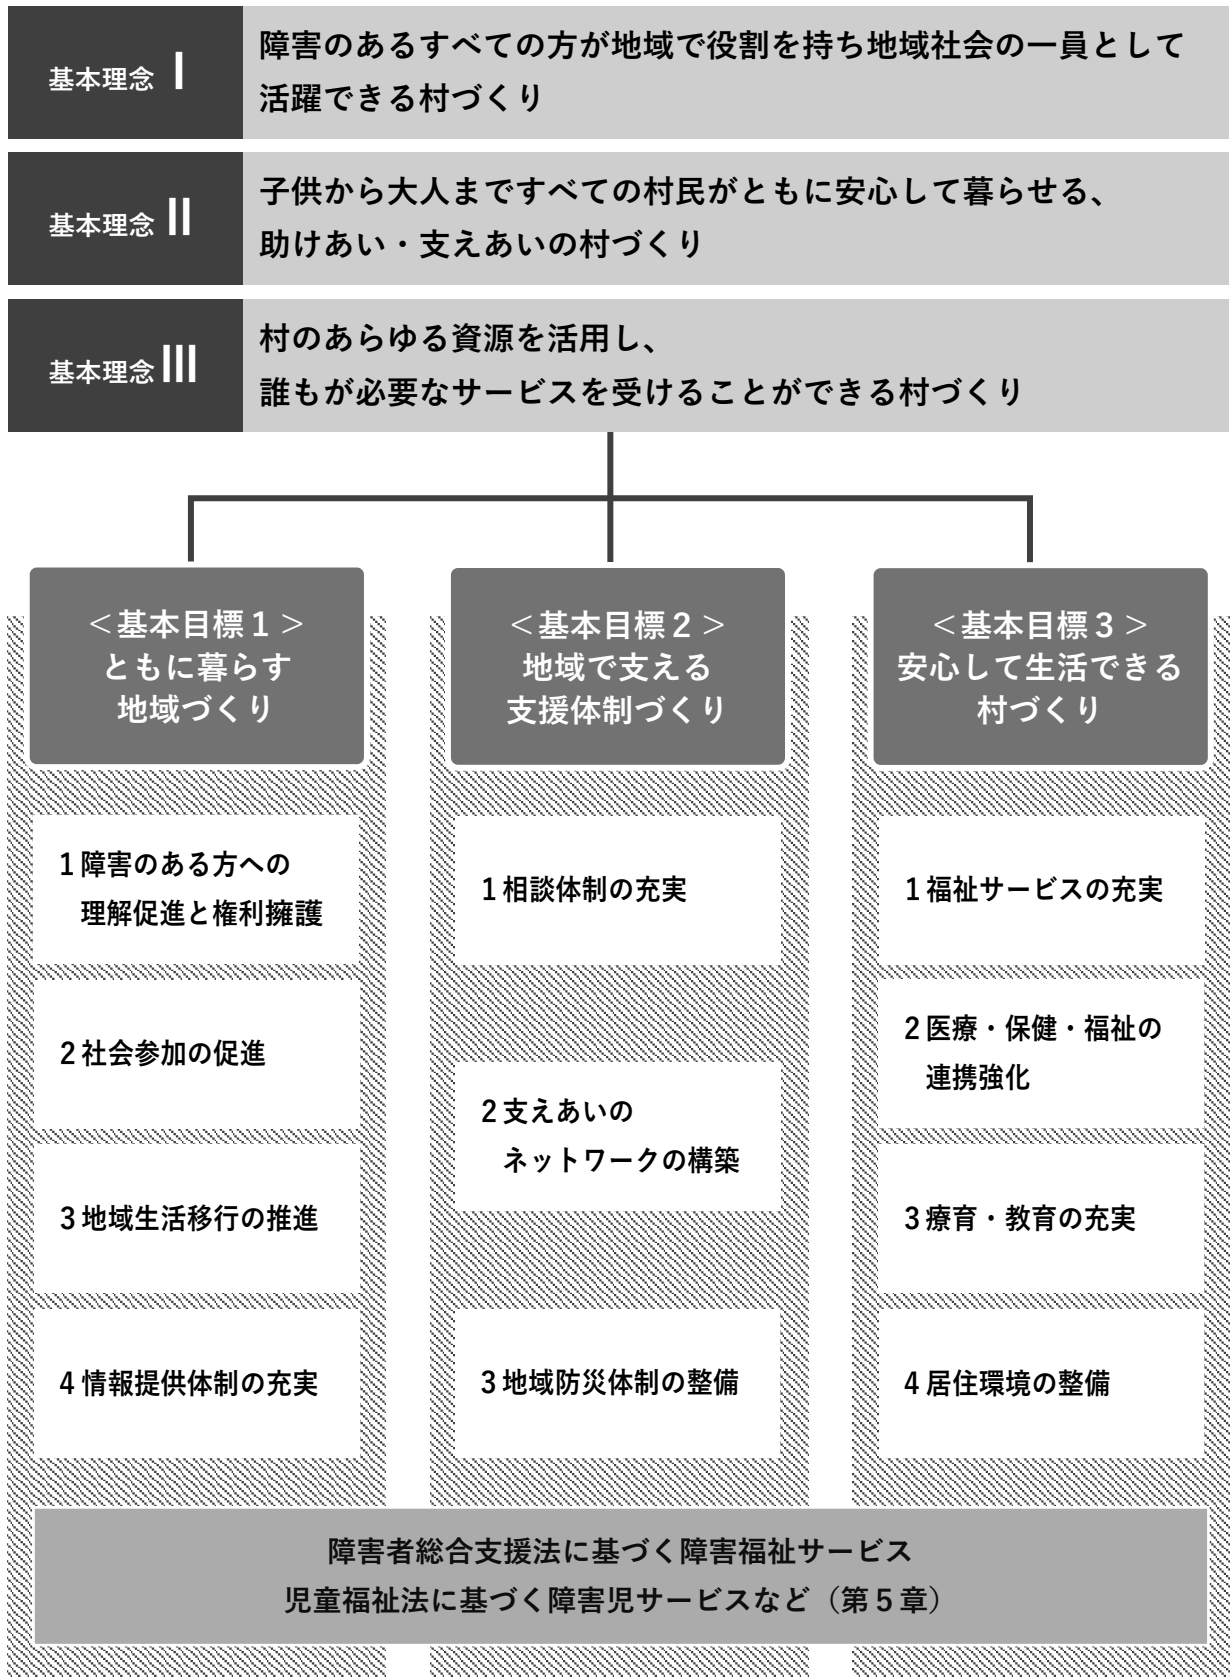 基本理念 Ⅰ
障害のあるすべての方が地域で役割を持ち地域社会の一員として
活躍できる村づくり
基本理念 Ⅱ
子供から大人まですべての村民がともに安心して暮らせる、
助けあい・支えあいの村づくり
基本理念 Ⅲ
村のあらゆる資源を活用し、
誰もが必要なサービスを受けることができる村づくり
＜基本目標１＞
ともに暮らす
地域づくり
1 障害のある方への
理解促進と権利擁護
2 社会参加の促進
3 地域生活移行の推進
4 情報提供体制の充実
＜基本目標２＞
地域で支える
支援体制づくり
1 相談体制の充実
2 支えあいの
ネットワークの構築
3 地域防災体制の整備
＜基本目標３＞
安心して生活できる
村づくり
1 福祉サービスの充実
2 医療・保健・福祉の
連携強化
3 療育・教育の充実
4 居住環境の整備
障害者総合支援法に基づく障害福祉サービス
児童福祉法に基づく障害児サービスなど（第５章）